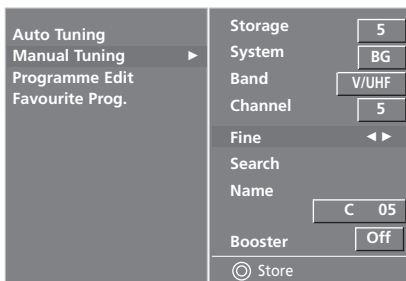 Auto Tuning
Manual Tuning ►
Programme Edit
Favourite Prog.
Storage 5
System BG
Band V/UHF
Channel 5
Fine ◄ ►
Search
Name
C 05
Booster Off
Store